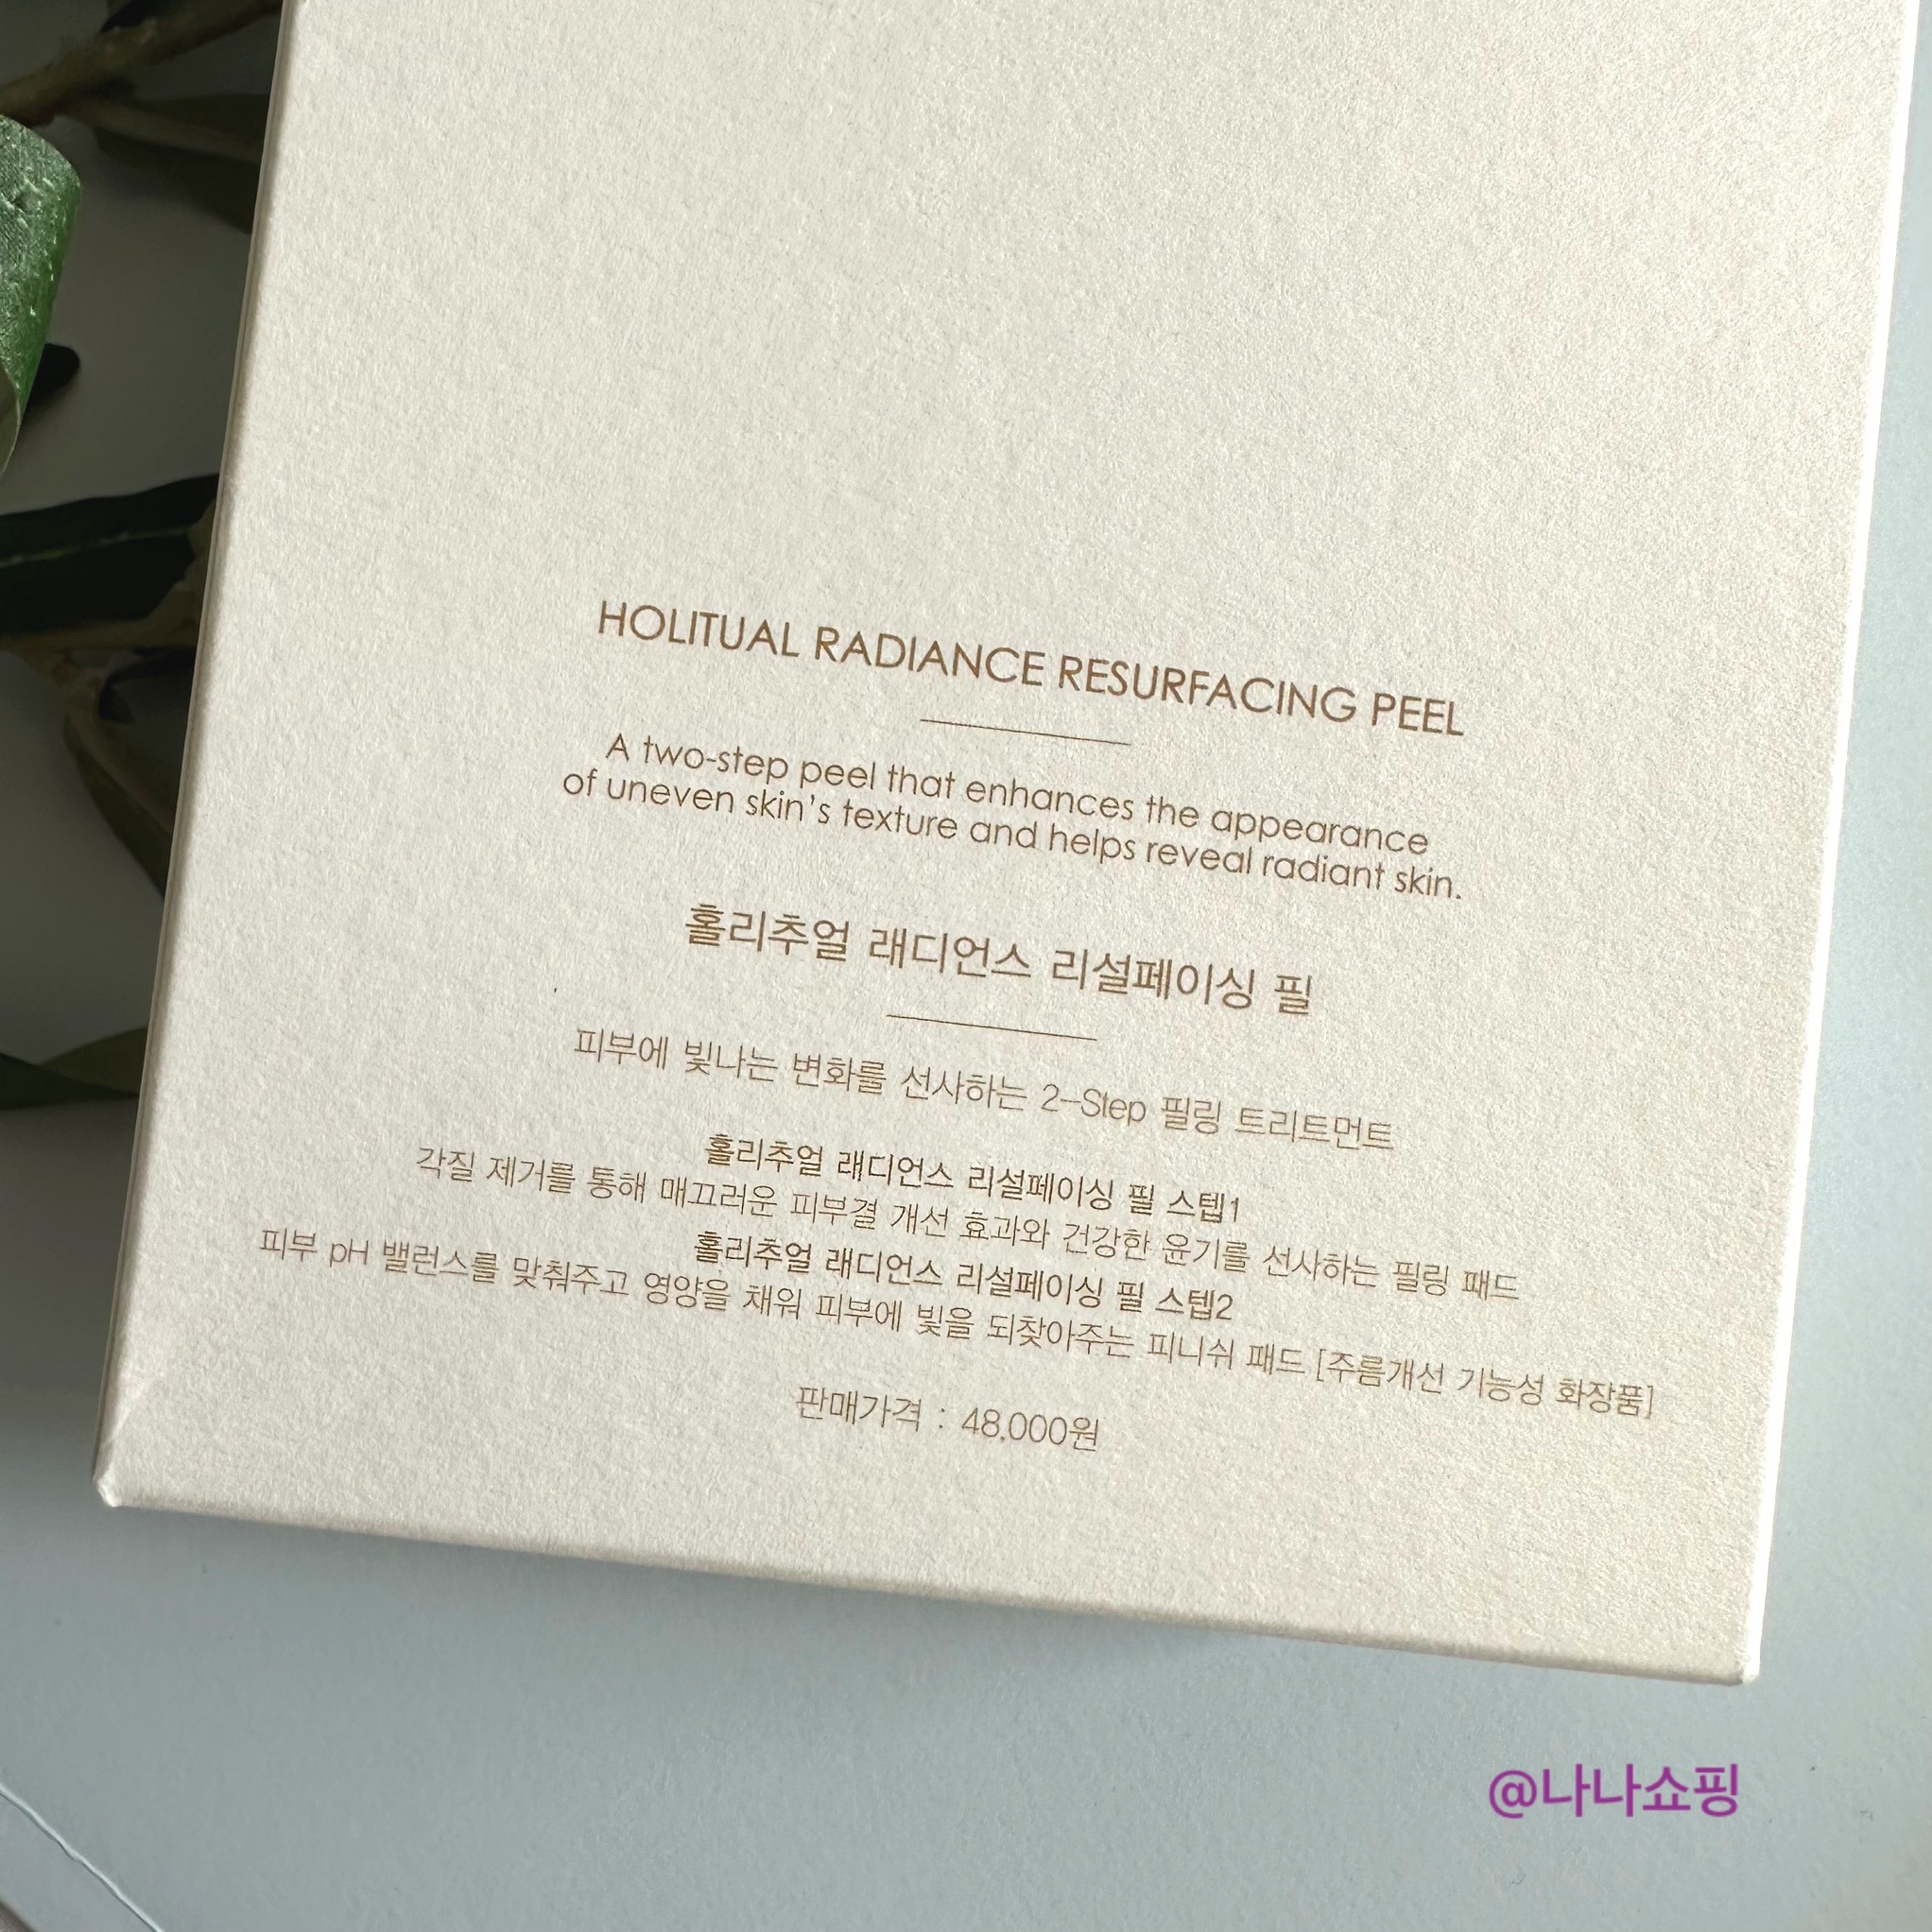 HOLITUAL RADIANCE RESURFACING PEEL
A two-step peel that enhances the appearance
of uneven skin's texture and helps reveal radiant skin.
홀리추얼 래디언스 리설페이싱 필
피부에 빛나는 변화를 선사하는 2-Step 필링 트리트먼트
홀리추얼 래디언스 리설페이싱 필 스텝1
각질 제거를 통해 매끄러운 피부결 개선 효과와 건강한 윤기를 선사하는 필링 패드
홀리추얼 래디언스 리설페이싱 필 스텝2
피부 pH 밸런스를 맞춰주고 영양을 채워 피부에 빛을 되찾아주는 피니쉬 패드 [주름개선 기능성 화장품]
판매가격 : 48,000원
@나나쇼핑